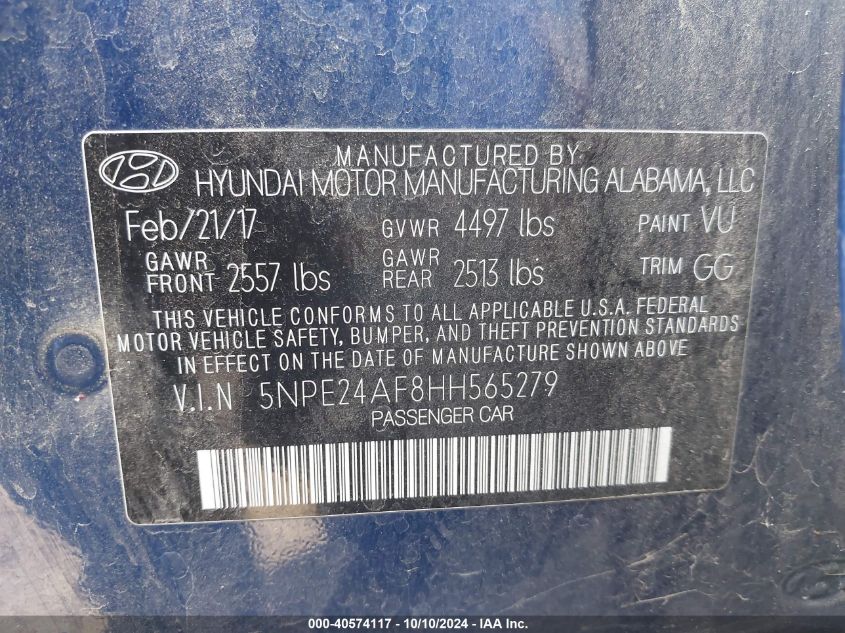 MANUFACTURED BY
HYUNDAI MOTOR MANUFACTURING ALABAMA, LLC
Feb/21/17 GVWR 4497 lbs PAINT VU
GAWR FRONT 2557 lbs GAWR REAR 2513 lbs TRIM GG
THIS VEHICLE CONFORMS TO ALL APPLICABLE U.S.A. FEDERAL
MOTOR VEHICLE SAFETY, BUMPER, AND THEFT PREVENTION STANDARDS
IN EFFECT ON THE DATE OF MANUFACTURE SHOWN ABOVE
V.I.N 5NPE24AF8HH565279
PASSENGER CAR
000-40574117 - 10/10/2024 - IAA Inc.